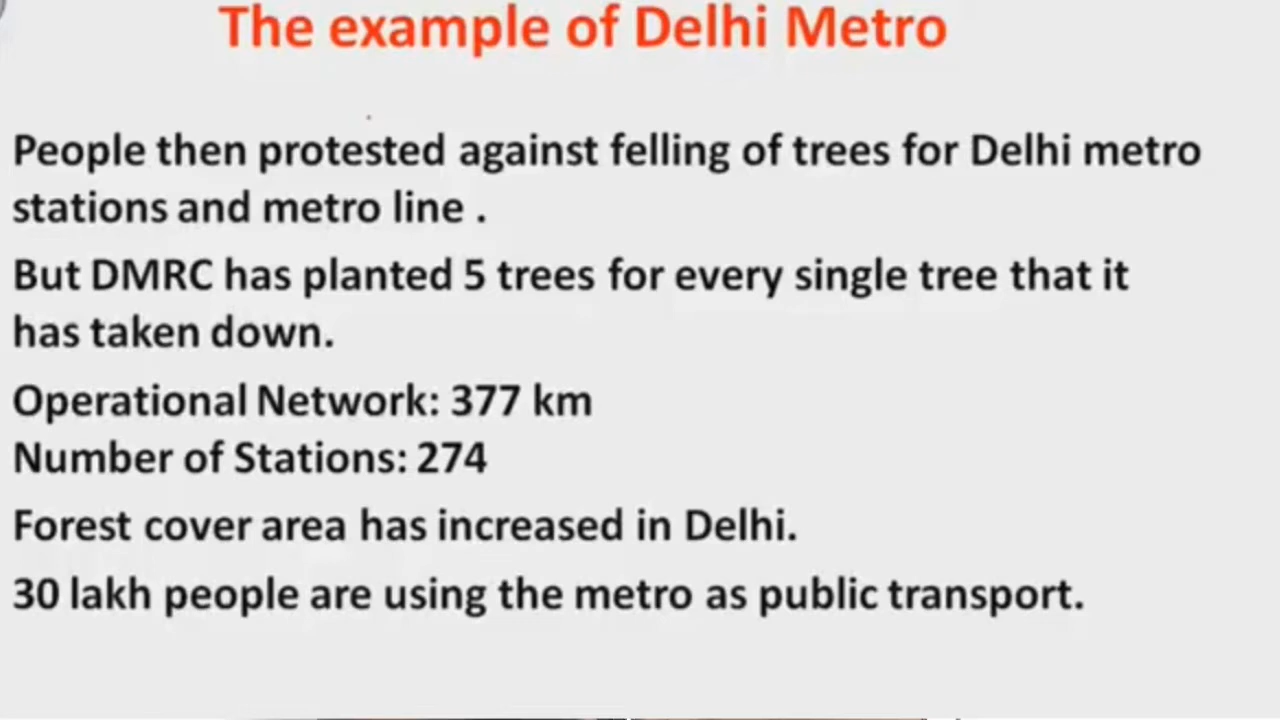 The example of Delhi Metro
People then protested against felling of trees for Delhi metro
stations and metro line .
But DMRC has planted 5 trees for every single tree that it
has taken down.
Operational Network: 377 km
Number of Stations: 274
Forest cover area has increased in Delhi.
30 lakh people are using the metro as public transport.